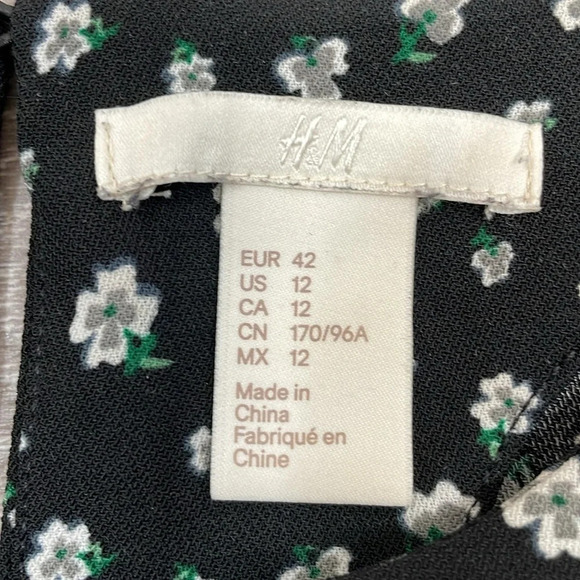 H&M
EUR 42
US 12
CA 12
CN 170/96A
MX 12
Made in
China
Fabriqué en
Chine